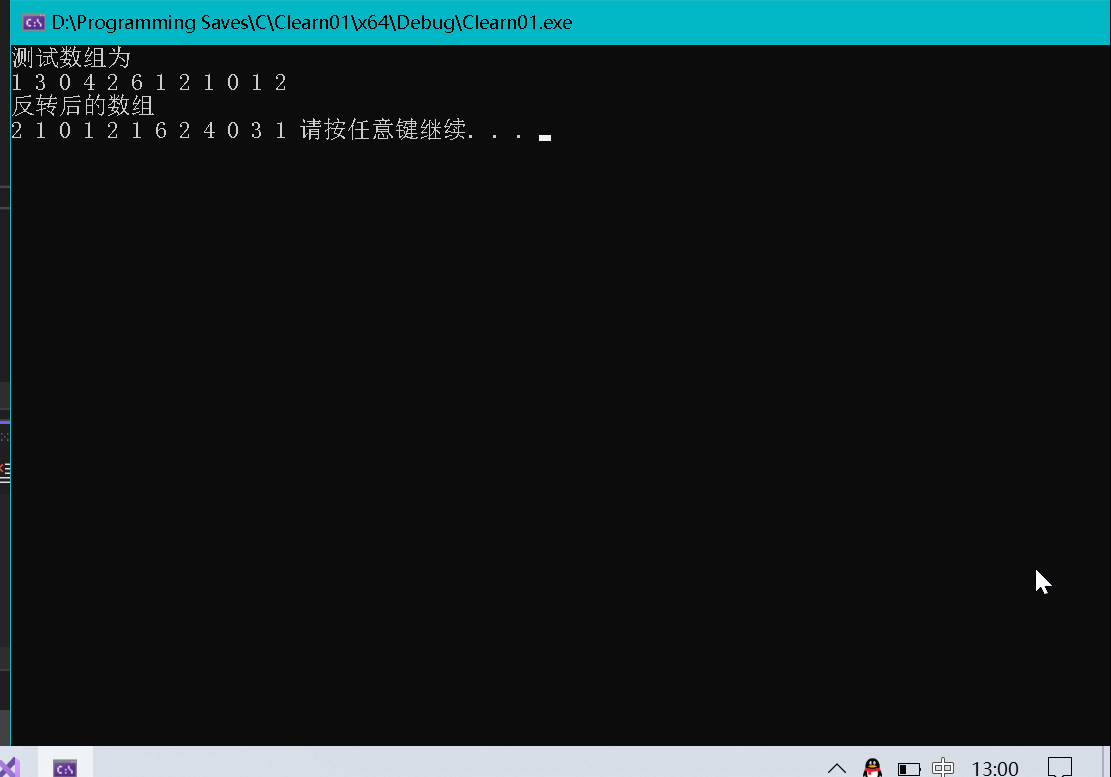 D:\Programming Saves\C\Clearn01\x64\Debug\Clearn01.exe
测试数组为
1 3 0 4 2 6 1 2 1 0 1 2
反转后的数组
2 1 0 1 2 1 6 2 4 0 3 1 请按任意键继续. . .
中 13:00